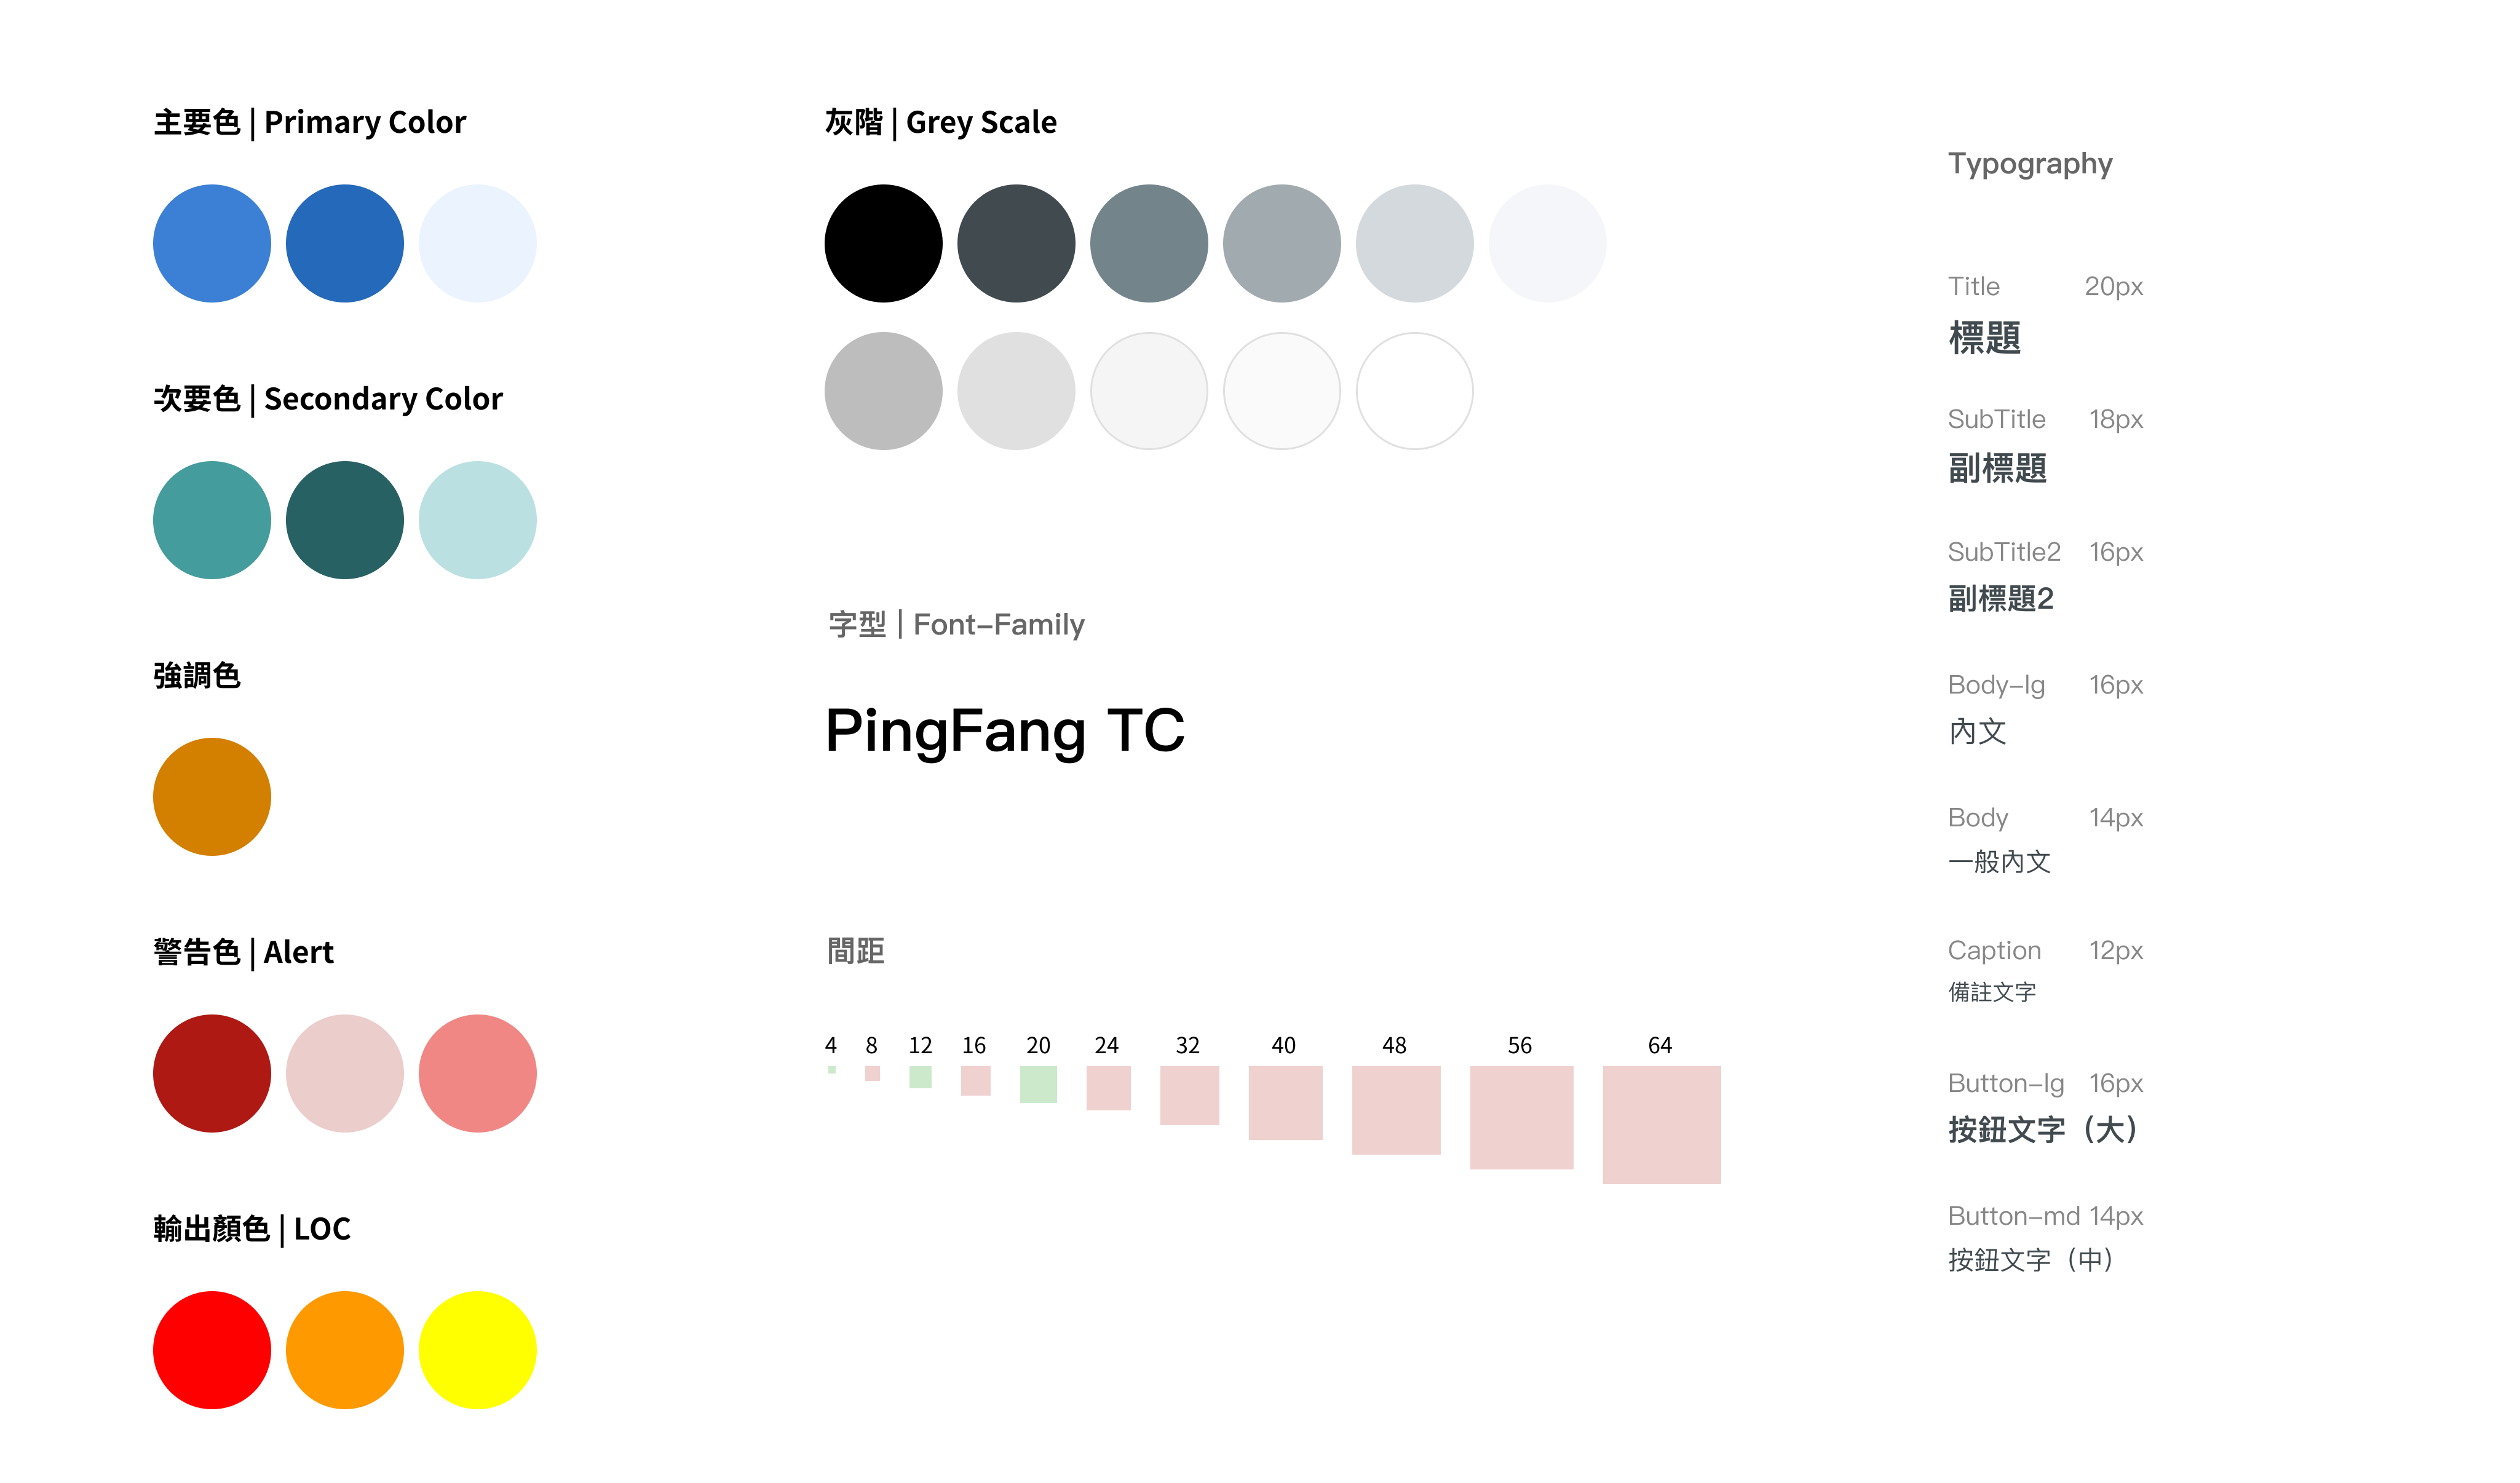 主要色 | Primary Color
次要色 | Secondary Color
強調色
警告色 | Alert
輸出顏色 | LOC
灰階 | Grey Scale
字型 | Font-Family
PingFang TC
間距
4 8 12 16 20 24 32 40 48 56 64
Typography
Title 20px
標題
SubTitle 18px
副標題
SubTitle2 16px
副標題2
Body-lg 16px
內文
Body 14px
一般內文
Caption 12px
備註文字
Button-lg 16px
按鈕文字（大）
Button-md 14px
按鈕文字（中）